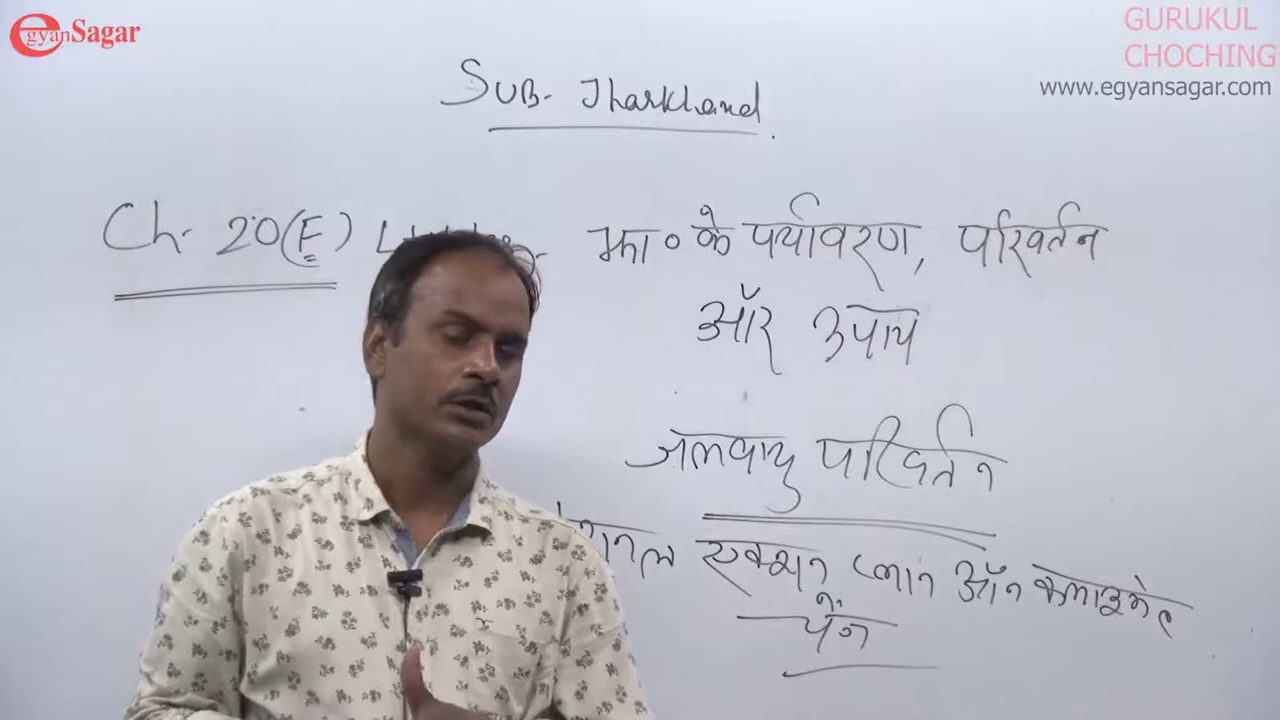 egyanSagar
GURUKUL
CHOCHING
www.egyansagar.com
SUB- Jharkhand.
Ch- 20(E)
झा० के पर्यावरण, परिवर्तन
और उपाय
जलवायु परिवर्तन
एक्शन प्लान ऑन क्लाइमेट
चेंज